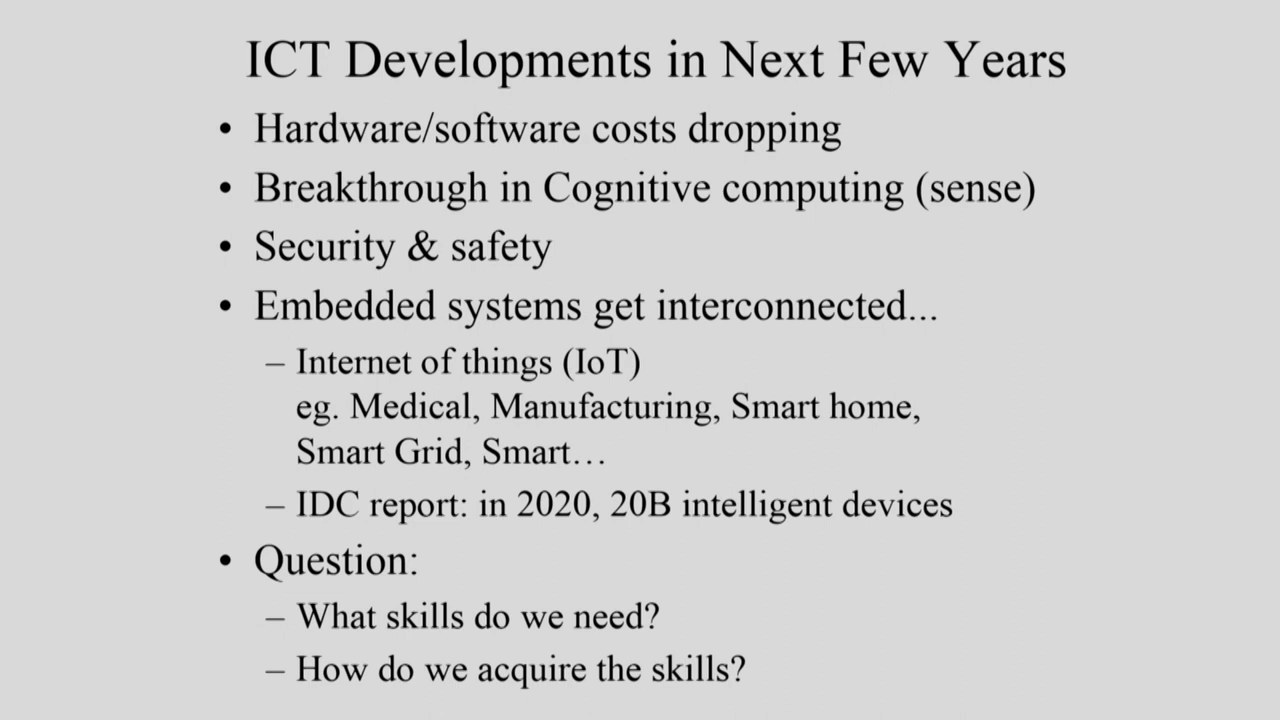 ICT Developments in Next Few Years
• Hardware/software costs dropping
• Breakthrough in Cognitive computing (sense)
• Security & safety
• Embedded systems get interconnected...
– Internet of things (IoT)
eg. Medical, Manufacturing, Smart home,
Smart Grid, Smart…
– IDC report: in 2020, 20B intelligent devices
• Question:
– What skills do we need?
– How do we acquire the skills?